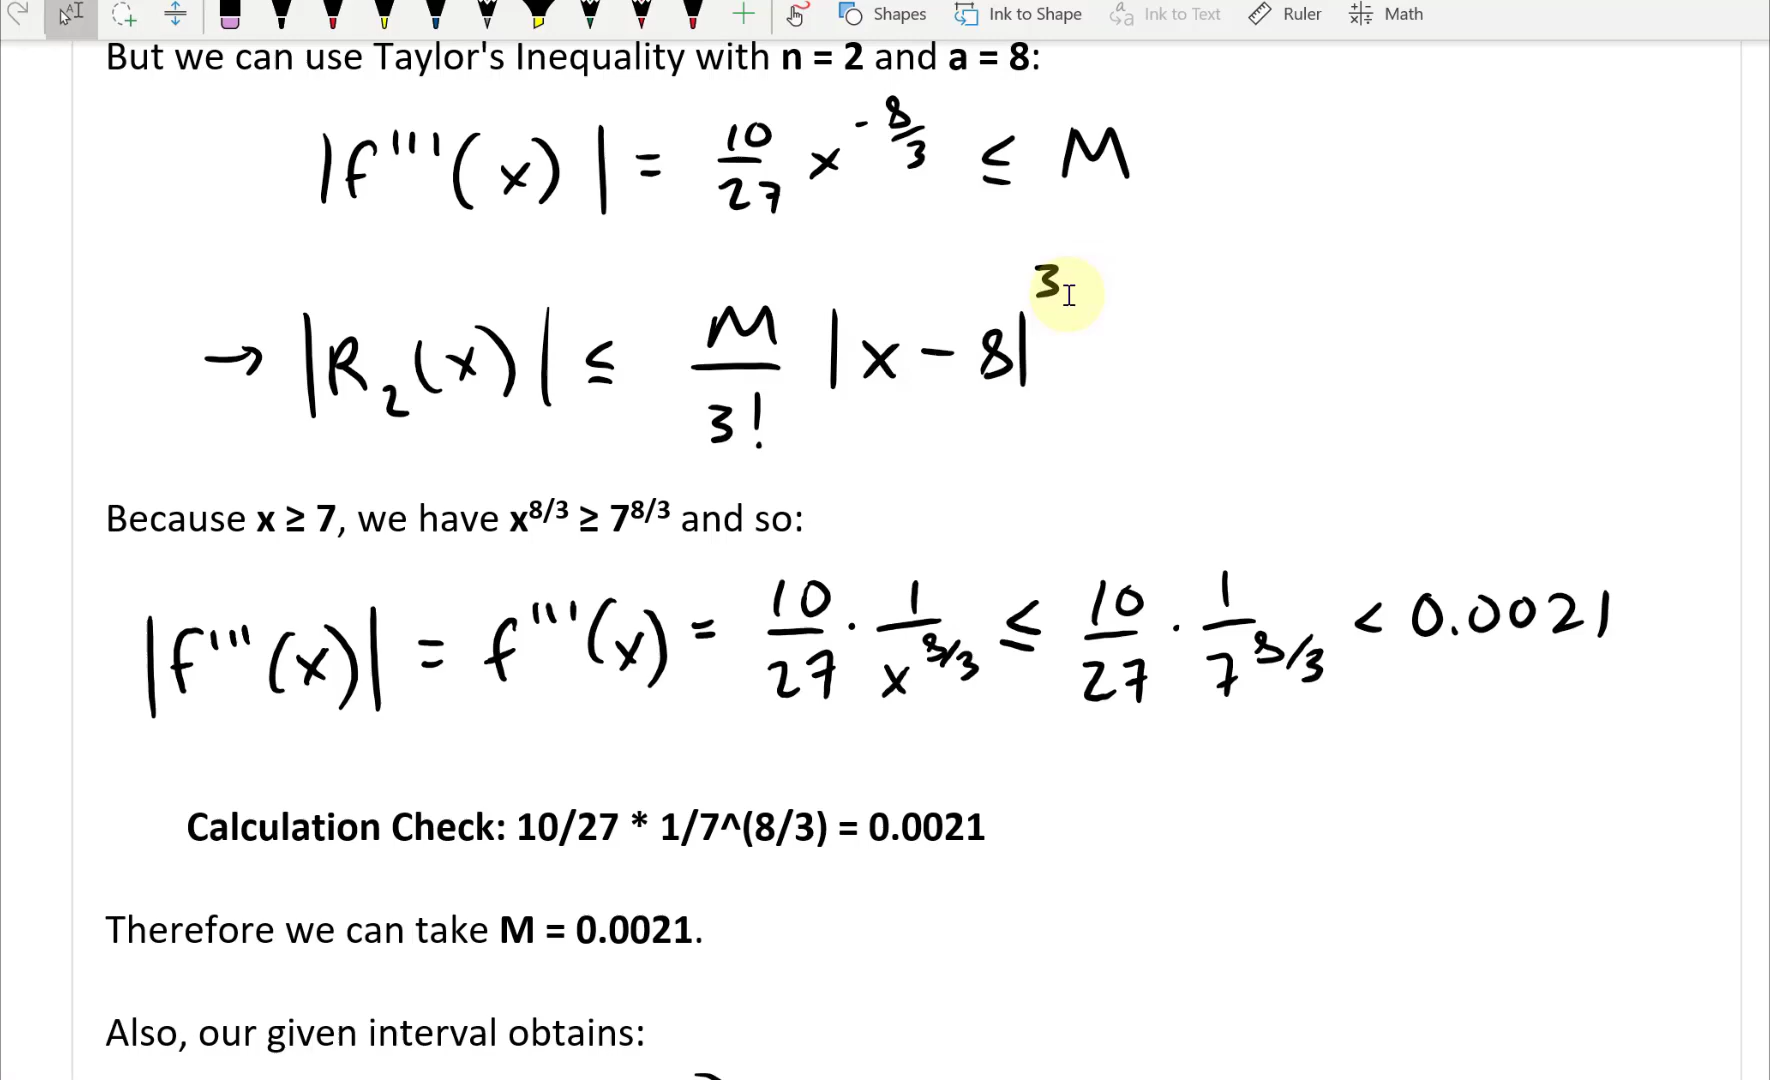 Shapes Ink to Shape Ink to Text Ruler Math
But we can use Taylor's Inequality with n = 2 and a = 8:
|f'''(x)| = 10/27 x^(-8/3) ≤ M
→ |R₂(x)| ≤ M/3! |x - 8|³
Because x ≥ 7, we have x^8/3 ≥ 7^8/3 and so:
|f'''(x)| = f'''(x) = 10/27 · 1/x^(8/3) ≤ 10/27 · 1/7^(8/3) < 0.0021
Calculation Check: 10/27 * 1/7^(8/3) = 0.0021
Therefore we can take M = 0.0021.
Also, our given interval obtains: